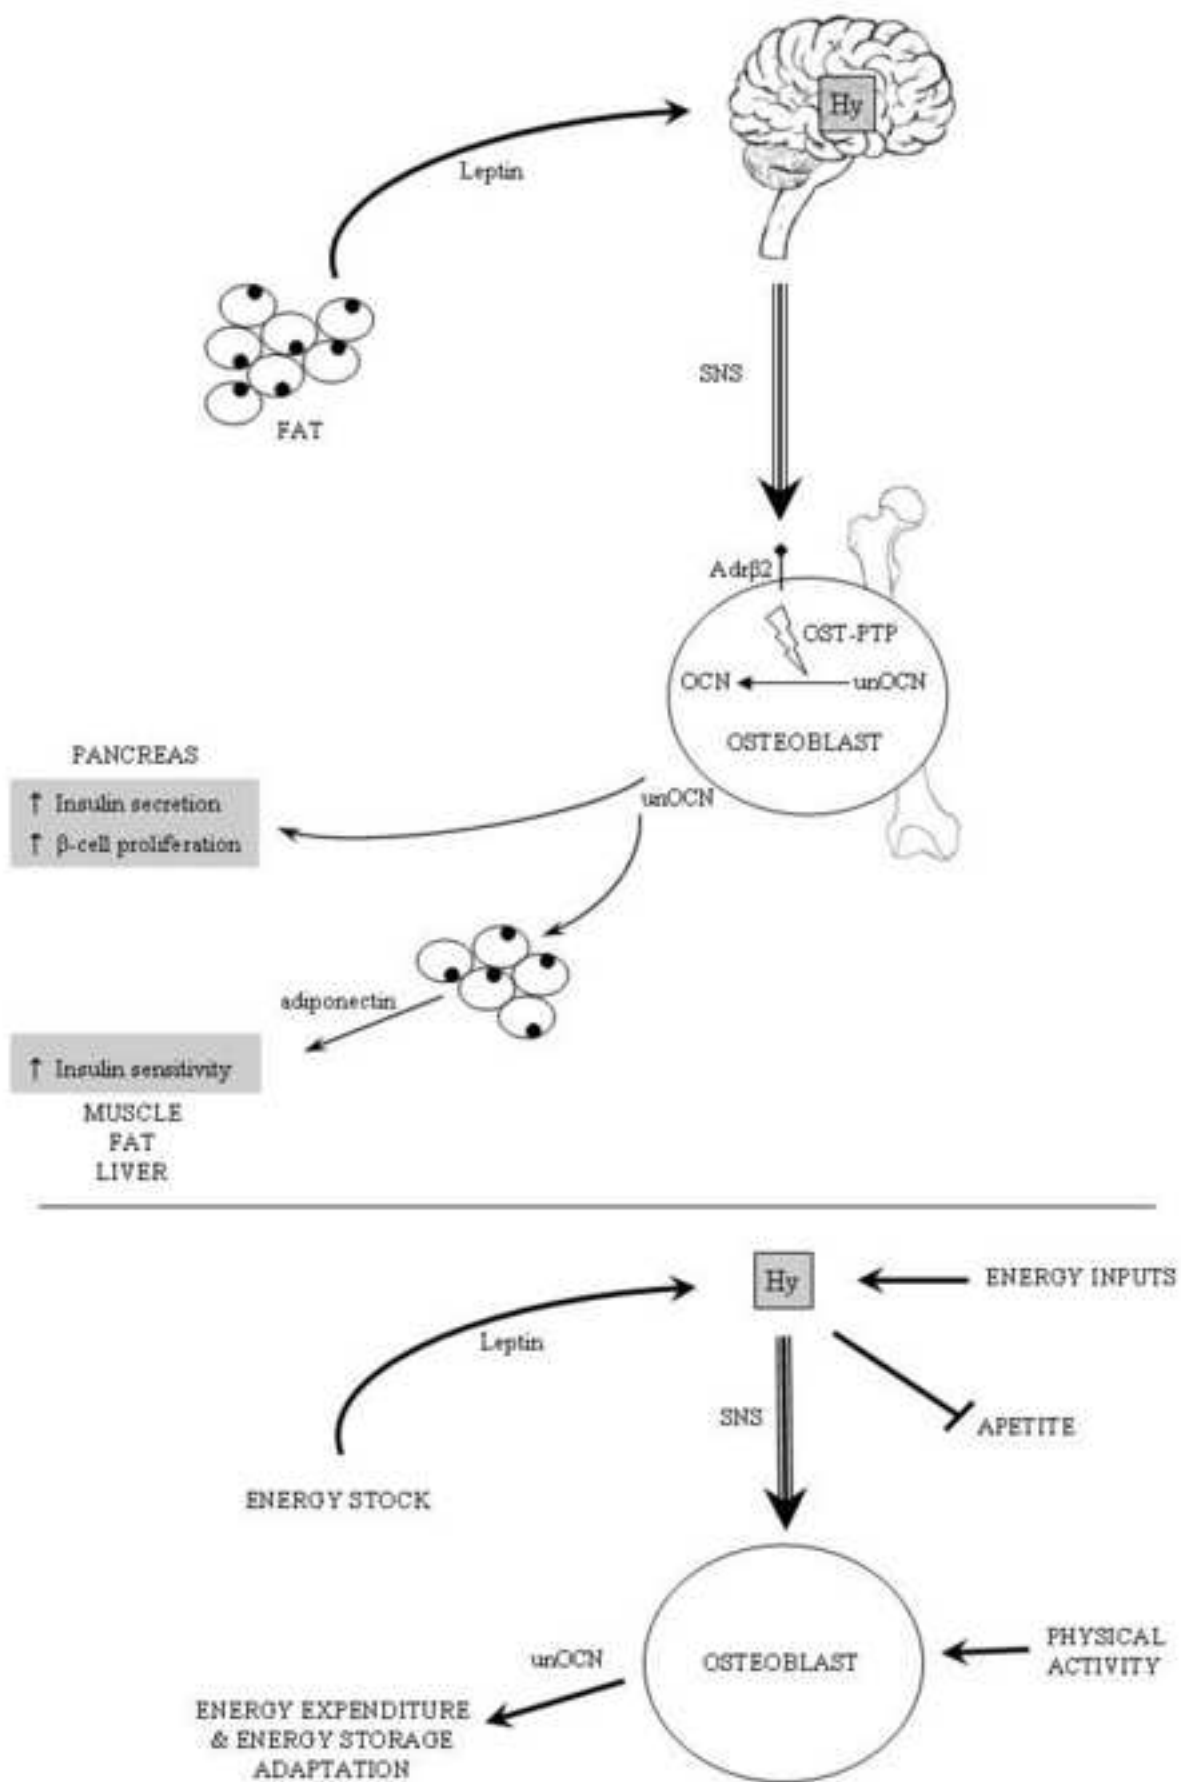 Hy
Leptin
SNS
FAT
Adrβ2
OST-PTP
OCN
unOCN
OSTEOBLAST
PANCREAS
↑ Insulin secretion
↑ β-cell proliferation
unOCN
adiponectin
↑ Insulin sensitivity
MUSCLE
FAT
LIVER
Hy
ENERGY INPUTS
Leptin
SNS
APETITE
ENERGY STOCK
OSTEOBLAST
PHYSICAL
ACTIVITY
unOCN
ENERGY EXPENDITURE
& ENERGY STORAGE
ADAPTATION